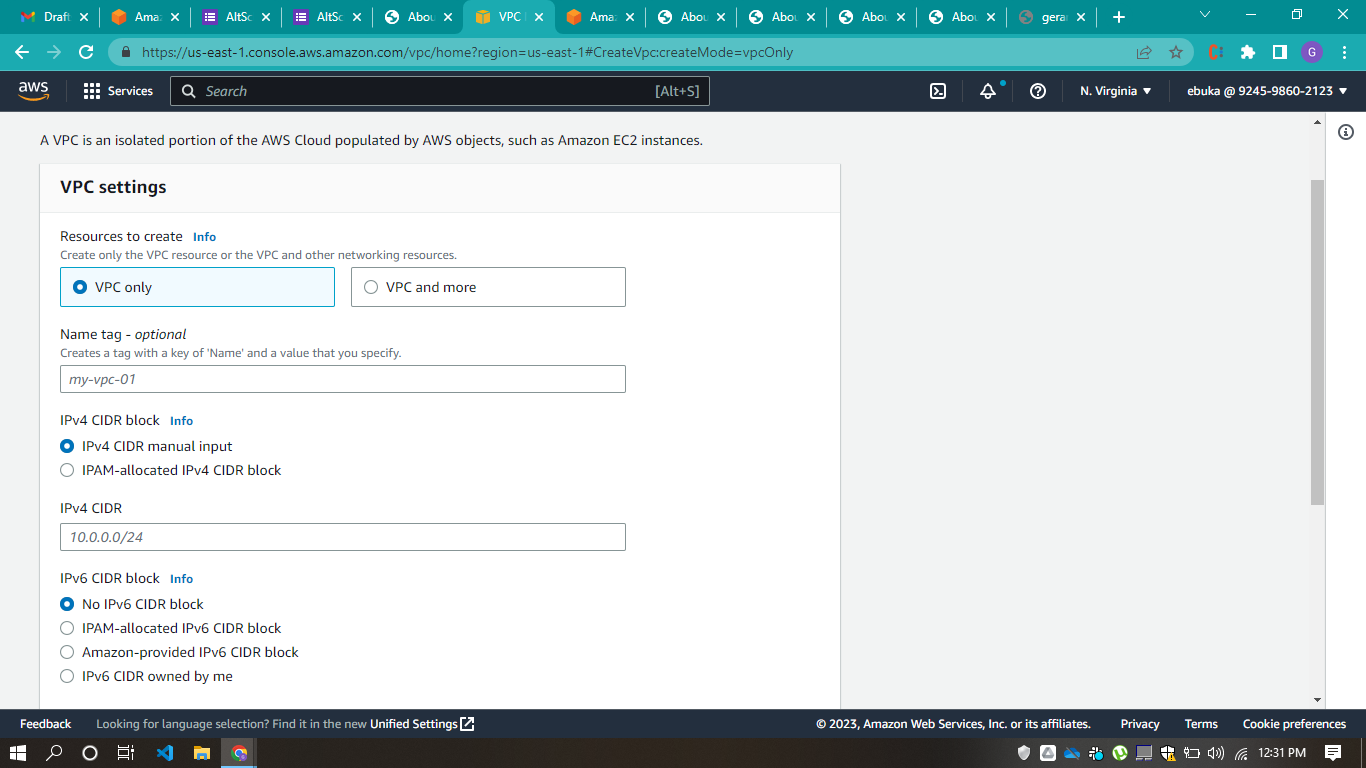 Draft
Ama:
AltSc
AltSc
Abou
VPC
Ama:
Abou
Abou
Abou
Abou
gerar
https://us-east-1.console.aws.amazon.com/vpc/home?region=us-east-1#CreateVpc:createMode=vpcOnly
G
aws
Services
Search
[Alt+S]
N. Virginia
ebuka @ 9245-9860-2123
A VPC is an isolated portion of the AWS Cloud populated by AWS objects, such as Amazon EC2 instances.
VPC settings
Resources to create Info
Create only the VPC resource or the VPC and other networking resources.
VPC only
VPC and more
Name tag - optional
Creates a tag with a key of 'Name' and a value that you specify.
my-vpc-01
IPv4 CIDR block Info
IPv4 CIDR manual input
IPAM-allocated IPv4 CIDR block
IPv4 CIDR
10.0.0.0/24
IPv6 CIDR block Info
No IPv6 CIDR block
IPAM-allocated IPv6 CIDR block
Amazon-provided IPv6 CIDR block
IPv6 CIDR owned by me
Feedback
Looking for language selection? Find it in the new Unified Settings
© 2023, Amazon Web Services, Inc. or its affiliates.
Privacy
Terms
Cookie preferences
12:31 PM